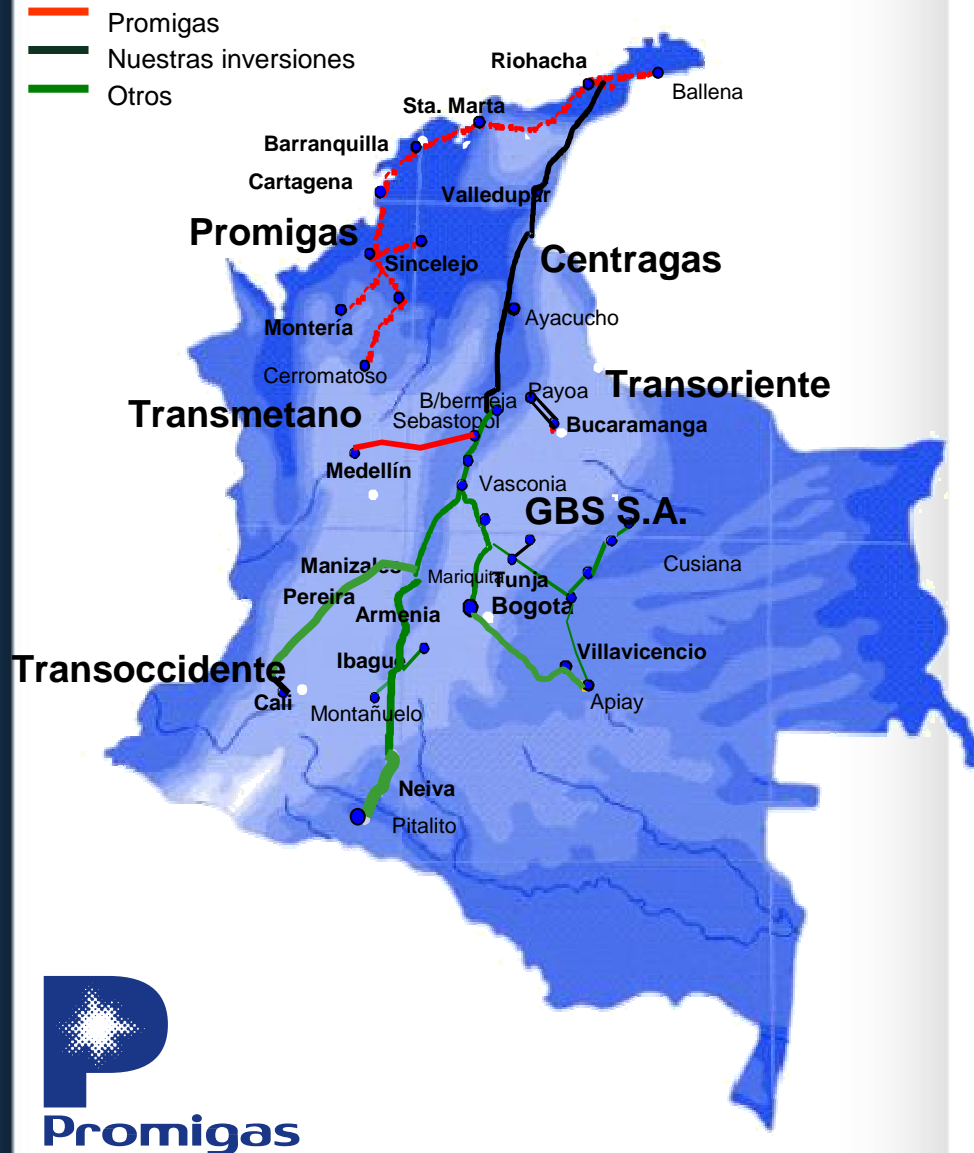 Promigas
Nuestras inversiones
Otros
Riohacha
Ballena
Sta. Marta
Barranquilla
Cartagena
Valledupar
Promigas
Sincelejo
Centragas
Montería
Ayacucho
Cerromatoso
Transoriente
Payoa
B/bermeja
Transmetano
Sebastopol
Bucaramanga
Medellín
Vasconia
GBS S.A.
Manizales
Mariquita
Tunja
Cusiana
Pereira
Armenia
Bogotá
Ibague
Villavicencio
Transoccidente
Cali
Montañuelo
Apiay
Neiva
Pitalito
Promigas